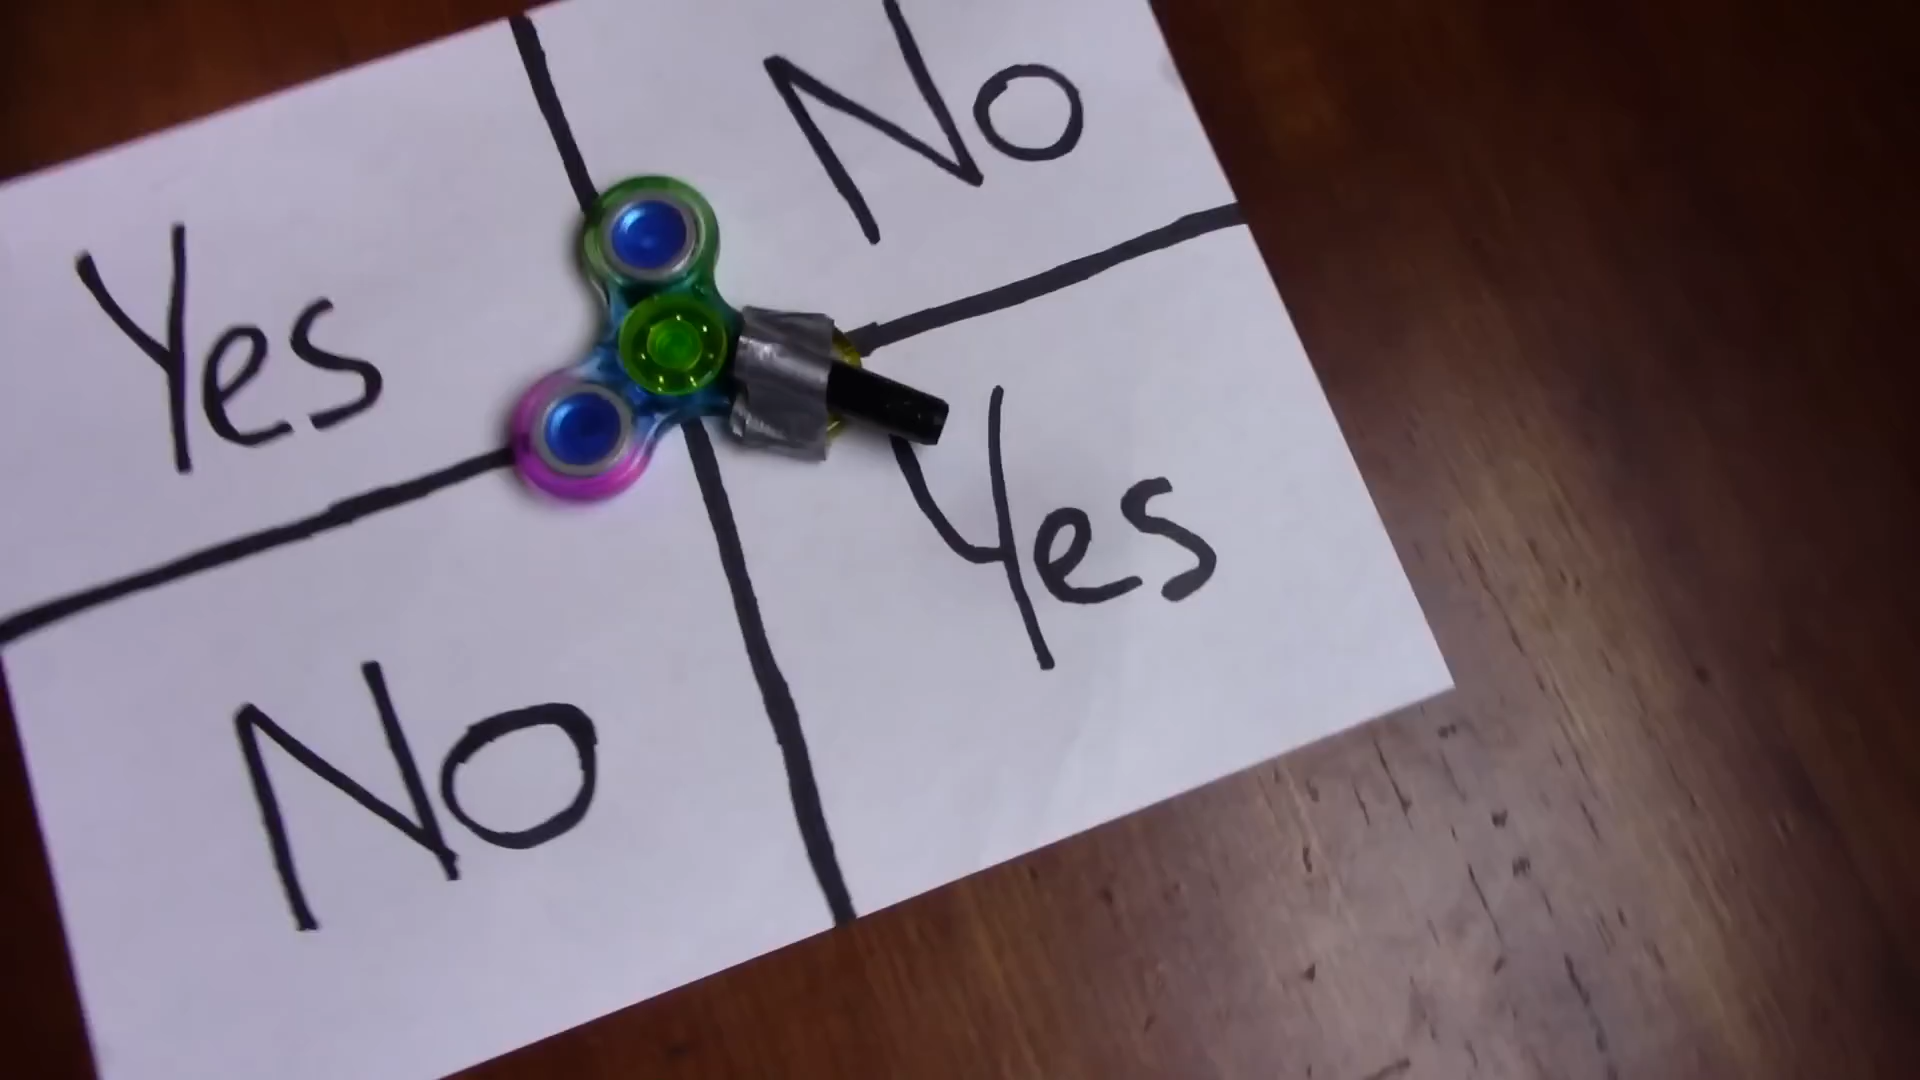 Yes No
No Yes